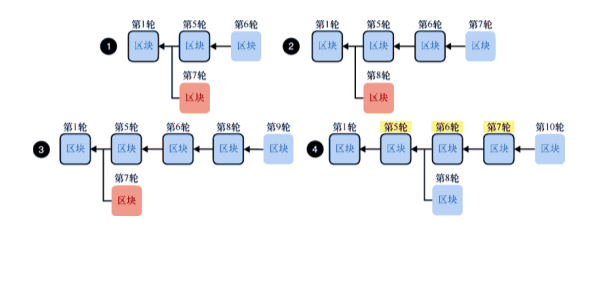 第1轮 第5轮 第6轮
1 区块 区块 区块
第7轮
区块
第1轮 第5轮 第6轮 第7轮
2 区块 区块 区块 区块
第8轮
区块
第1轮 第5轮 第6轮 第8轮 第9轮
3 区块 区块 区块 区块 区块
第7轮
区块
第1轮 第5轮 第6轮 第7轮 第10轮
4 区块 区块 区块 区块 区块
第8轮
区块